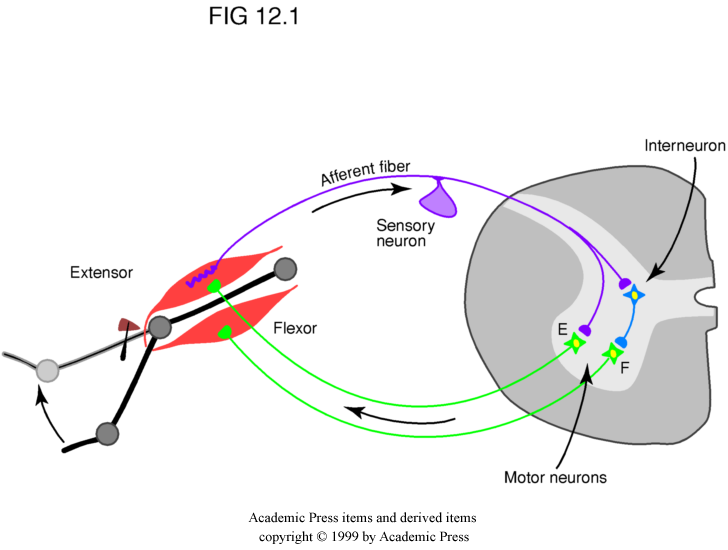 FIG 12.1
Interneuron
Afferent fiber
Sensory
neuron
Extensor
Flexor
E
F
Motor neurons
Academic Press items and derived items
copyright © 1999 by Academic Press